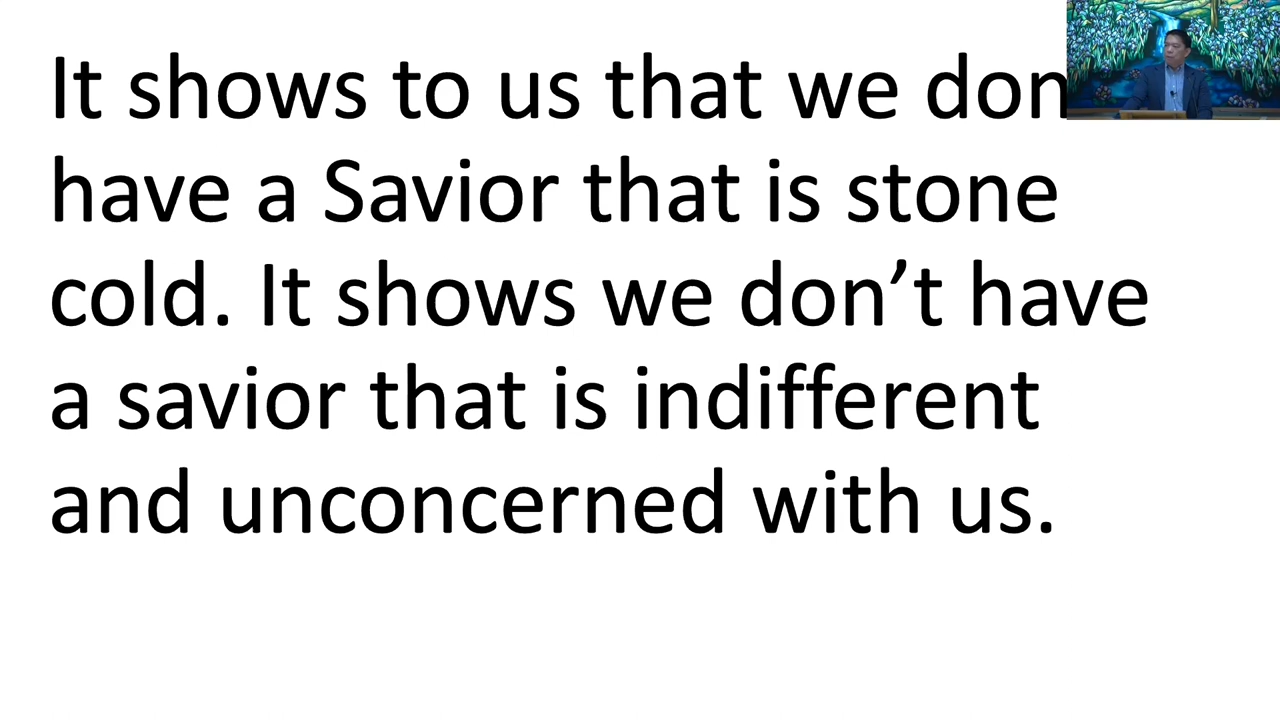 It shows to us that we don
have a Savior that is stone
cold. It shows we don’t have
a savior that is indifferent
and unconcerned with us.